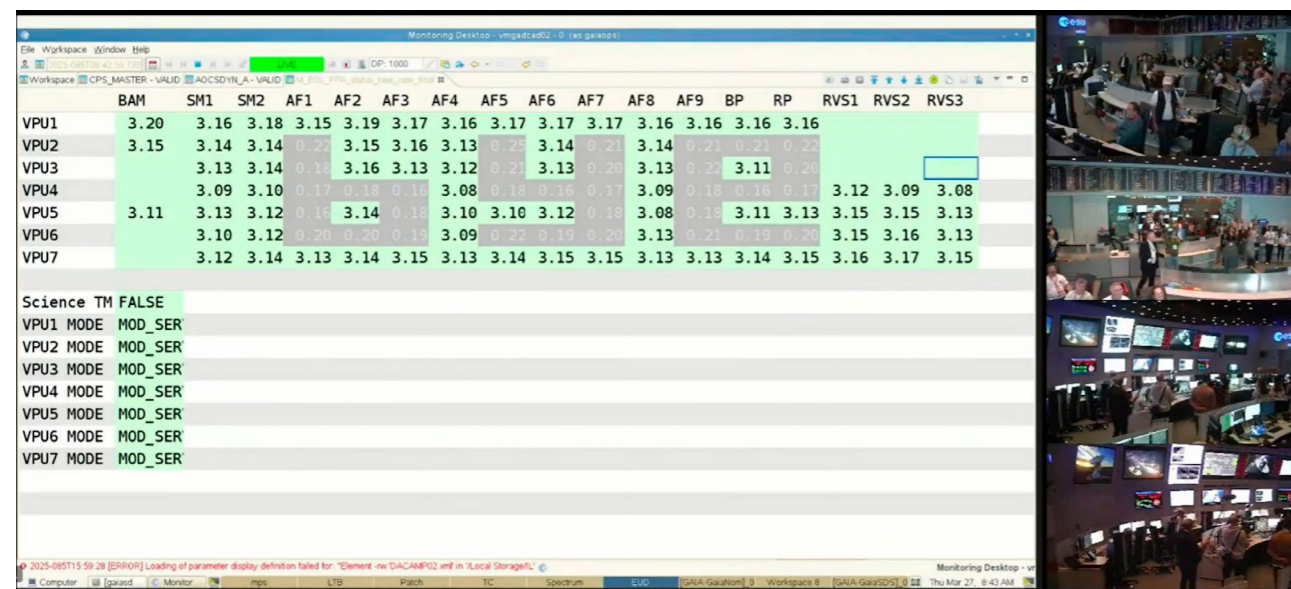 esa
Monitoring Desktop - vmgadcad02 - 0 (as gaiaops)
File Workspace Window Help
LIVE DP: 1000
Workspace CPS_MASTER - VALID AOCSDYN_A - VALID
BAM SM1 SM2 AF1 AF2 AF3 AF4 AF5 AF6 AF7 AF8 AF9 BP RP RVS1 RVS2 RVS3
VPU1 3.20 3.16 3.18 3.15 3.19 3.17 3.16 3.17 3.17 3.17 3.16 3.16 3.16 3.16
VPU2 3.15 3.14 3.14 0.22 3.15 3.16 3.13 0.25 3.14 0.21 3.14 0.21 0.21 0.22
VPU3 3.13 3.14 0.18 3.16 3.13 3.12 0.21 3.13 0.20 3.13 0.22 3.11 0.20
VPU4 3.09 3.10 0.17 0.18 0.16 3.08 0.18 0.16 0.17 3.09 0.18 0.16 0.17 3.12 3.09 3.08
VPU5 3.11 3.13 3.12 0.16 3.14 0.18 3.10 3.10 3.12 0.18 3.08 0.18 3.11 3.13 3.15 3.15 3.13
VPU6 3.10 3.12 0.20 0.20 0.19 3.09 0.22 0.19 0.20 3.13 0.21 0.19 0.20 3.15 3.16 3.13
VPU7 3.12 3.14 3.13 3.14 3.15 3.13 3.14 3.15 3.15 3.13 3.13 3.14 3.15 3.16 3.17 3.15
Science TM FALSE
VPU1 MODE MOD_SER
VPU2 MODE MOD_SER
VPU3 MODE MOD_SER
VPU4 MODE MOD_SER
VPU5 MODE MOD_SER
VPU6 MODE MOD_SER
VPU7 MODE MOD_SER
2025-085T15:59:28 [ERROR] Loading of parameter display definition failed for: "Element -rw 'DACAMP02.xml' in '/Local Storage/IL'
Monitoring Desktop - vr
Computer [gaiasd Monitor mps LTB Patch TC Spectrum EUD [GAIA-GaiaNom]_0 Workspace 8 [GAIA-GaiaSDS]_0 Thu Mar 27, 8:43 AM